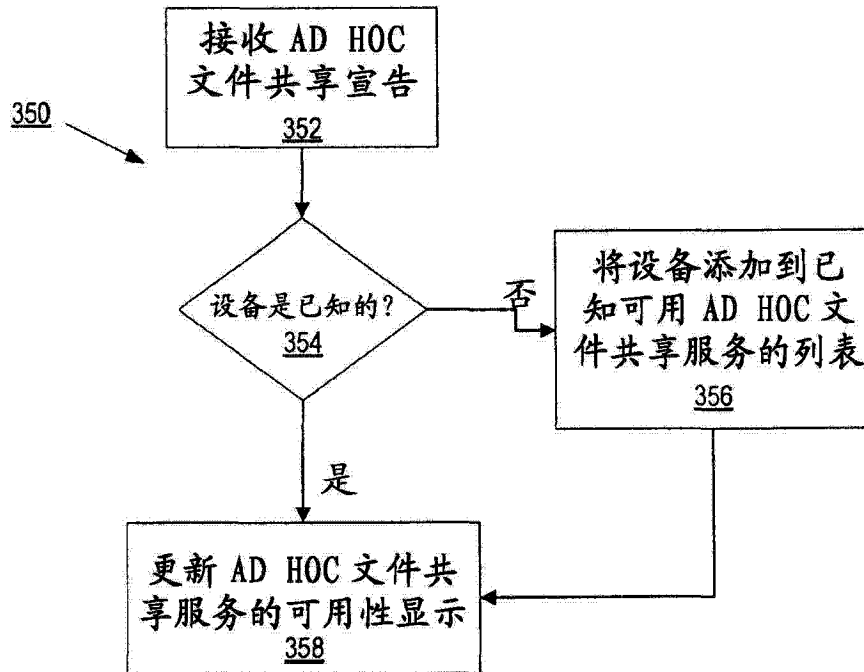 接收 AD HOC
文件共享宣告
352
350
设备是已知的?
354
否
将设备添加到已
知可用 AD HOC 文
件共享服务的列表
356
是
更新 AD HOC 文件共
享服务的可用性显示
358